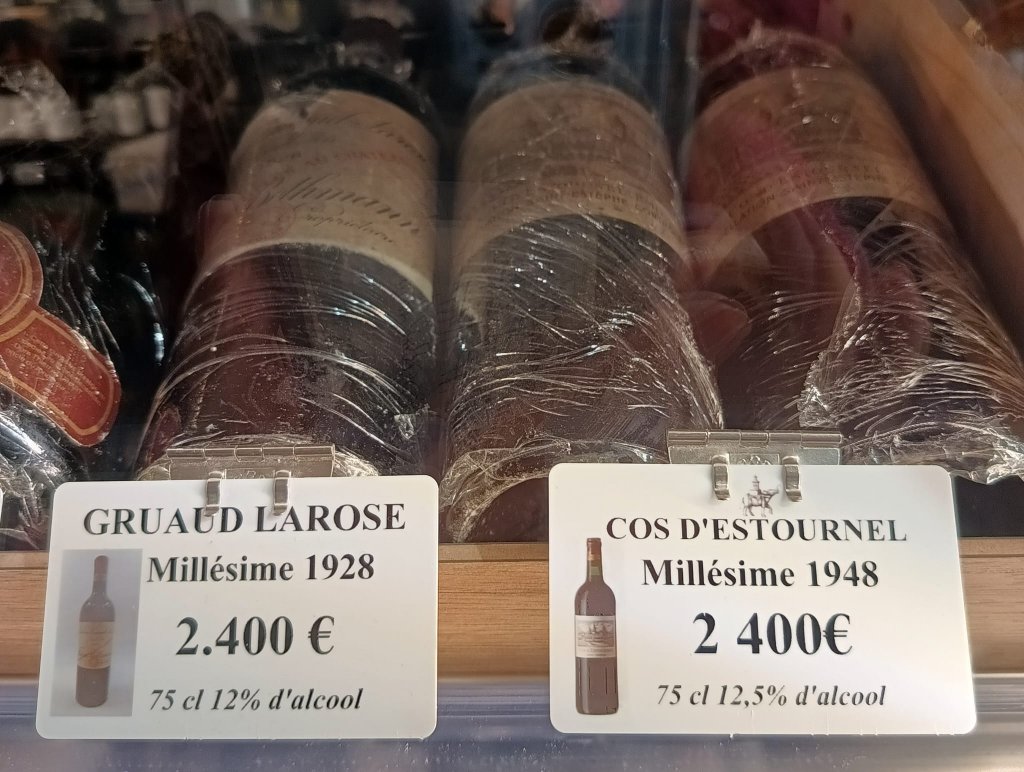 GRUAUD LAROSE
Millésime 1928
2.400 €
75 cl 12% d'alcool
COS D'ESTOURNEL
Millésime 1948
2 400€
75 cl 12,5% d'alcool